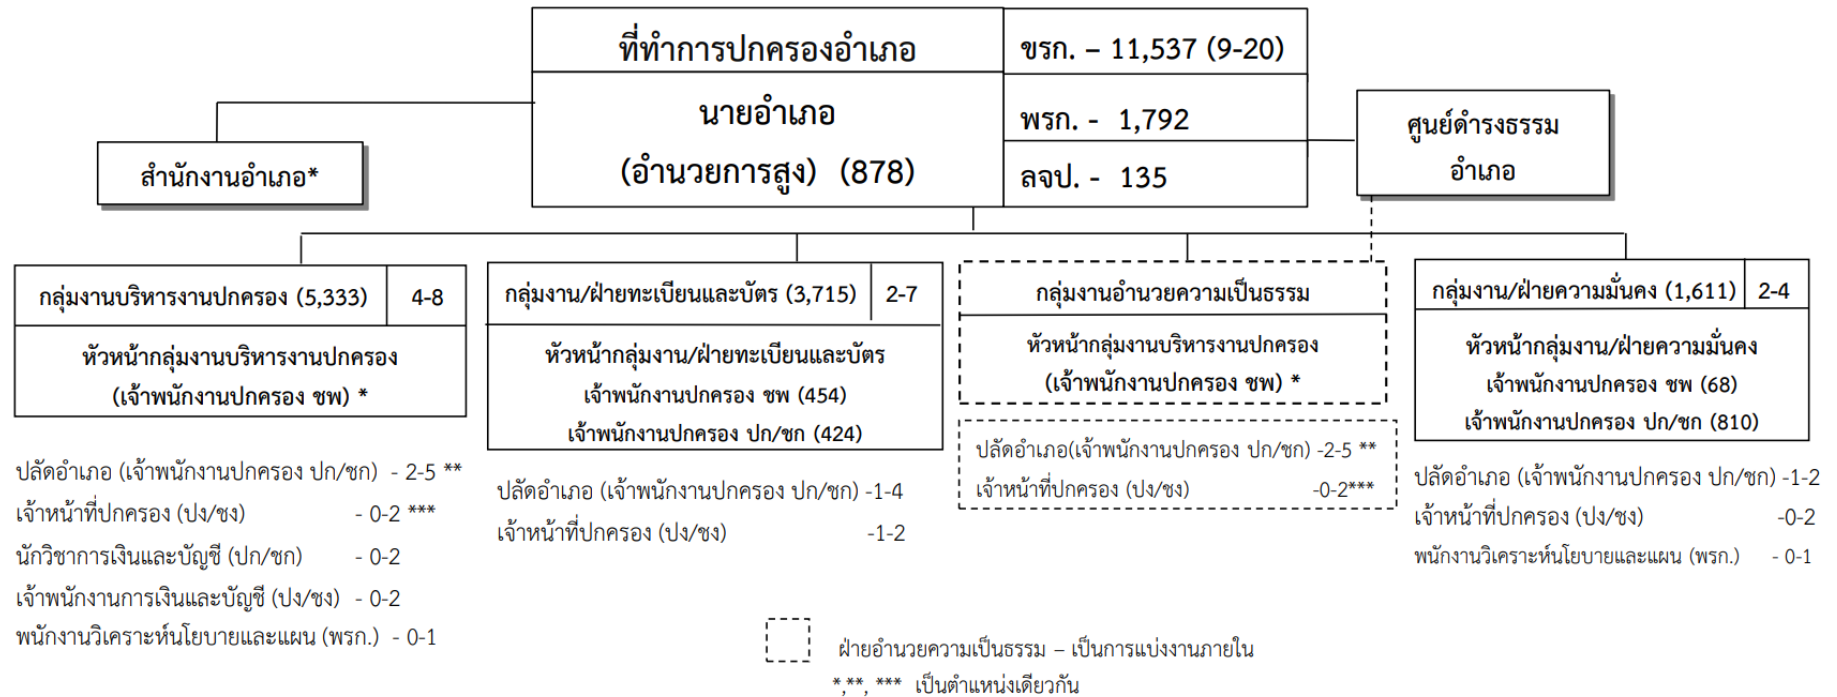 ที่ทำการปกครองอำเภอ
ขรก. – 11,537 (9-20)
นายอำเภอ
(อำนวยการสูง) (878)
พรก. - 1,792
ลจป. - 135
สำนักงานอำเภอ*
ศูนย์ดำรงธรรม
อำเภอ
กลุ่มงานบริหารงานปกครอง (5,333)
4-8
หัวหน้ากลุ่มงานบริหารงานปกครอง
(เจ้าพนักงานปกครอง ชพ) *
ปลัดอำเภอ (เจ้าพนักงานปกครอง ปก/ชก) - 2-5 **
เจ้าหน้าที่ปกครอง (ปง/ชง) - 0-2 ***
นักวิชาการเงินและบัญชี (ปก/ชก) - 0-2
เจ้าพนักงานการเงินและบัญชี (ปง/ชง) - 0-2
พนักงานวิเคราะห์นโยบายและแผน (พรก.) - 0-1
กลุ่มงาน/ฝ่ายทะเบียนและบัตร (3,715)
2-7
หัวหน้ากลุ่มงาน/ฝ่ายทะเบียนและบัตร
เจ้าพนักงานปกครอง ชพ (454)
เจ้าพนักงานปกครอง ปก/ชก (424)
ปลัดอำเภอ (เจ้าพนักงานปกครอง ปก/ชก) -1-4
เจ้าหน้าที่ปกครอง (ปง/ชง) -1-2
กลุ่มงานอำนวยความเป็นธรรม
หัวหน้ากลุ่มงานบริหารงานปกครอง
(เจ้าพนักงานปกครอง ชพ) *
ปลัดอำเภอ(เจ้าพนักงานปกครอง ปก/ชก) -2-5 **
เจ้าหน้าที่ปกครอง (ปง/ชง) -0-2***
กลุ่มงาน/ฝ่ายความมั่นคง (1,611)
2-4
หัวหน้ากลุ่มงาน/ฝ่ายความมั่นคง
เจ้าพนักงานปกครอง ชพ (68)
เจ้าพนักงานปกครอง ปก/ชก (810)
ปลัดอำเภอ (เจ้าพนักงานปกครอง ปก/ชก) -1-2
เจ้าหน้าที่ปกครอง (ปง/ชง) -0-2
พนักงานวิเคราะห์นโยบายและแผน (พรก.) - 0-1
ฝ่ายอำนวยความเป็นธรรม – เป็นการแบ่งงานภายใน
*,**, *** เป็นตำแหน่งเดียวกัน